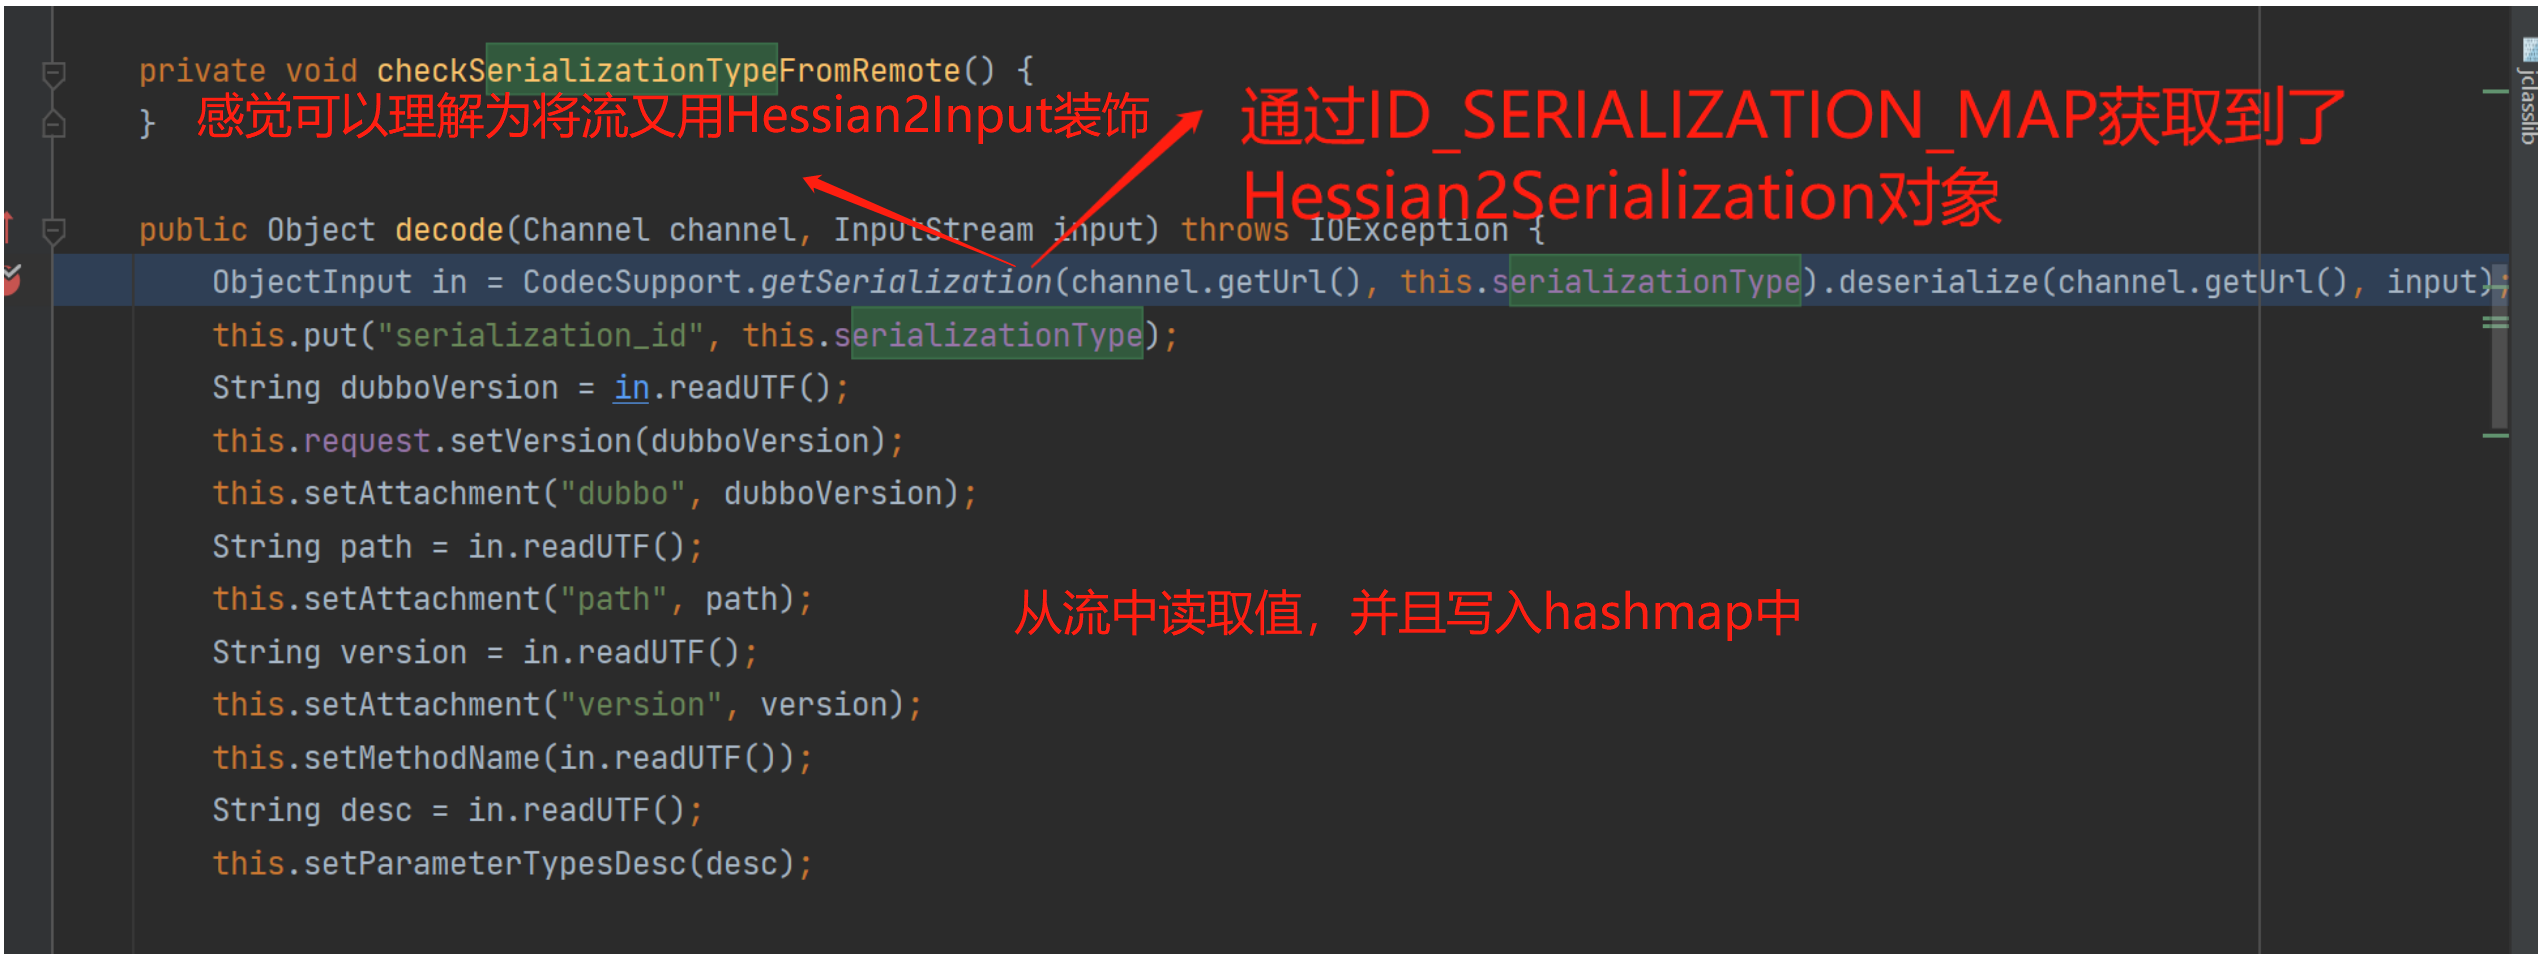 private void checkSerializationTypeFromRemote() {
} 感觉可以理解为将流又用Hessian2Input装饰
通过ID_SERIALIZATION_MAP获取到了
Hessian2Serialization对象
public Object decode(Channel channel, InputStream input) throws IOException {
ObjectInput in = CodecSupport.getSerialization(channel.getUrl(), this.serializationType).deserialize(channel.getUrl(), input);
this.put("serialization_id", this.serializationType);
String dubboVersion = in.readUTF();
this.request.setVersion(dubboVersion);
this.setAttachment("dubbo", dubboVersion);
String path = in.readUTF();
this.setAttachment("path", path);
从流中读取值，并且写入hashmap中
String version = in.readUTF();
this.setAttachment("version", version);
this.setMethodName(in.readUTF());
String desc = in.readUTF();
this.setParameterTypesDesc(desc);
jclasslib